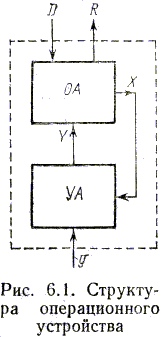 D R
ОА
X
Y
УА
y
Рис. 6.1. Структу-
ра операционного
устройства